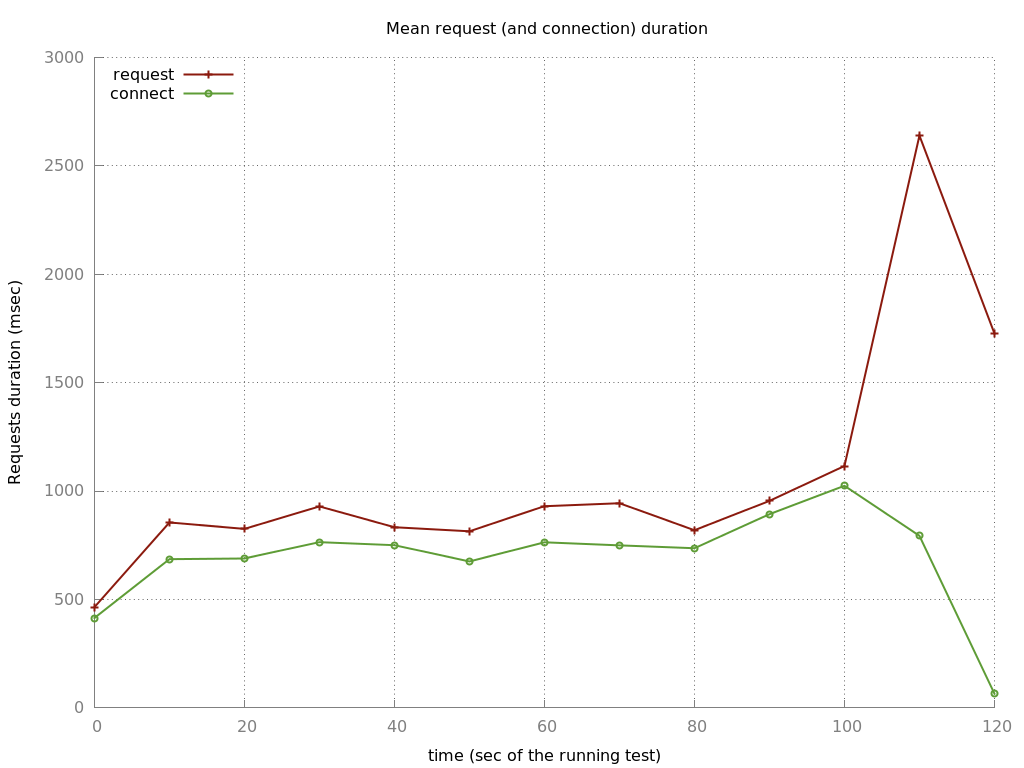 Mean request (and connection) duration
request
connect
3000
2500
2000
1500
1000
500
0
Requests duration (msec)
0 20 40 60 80 100 120
time (sec of the running test)